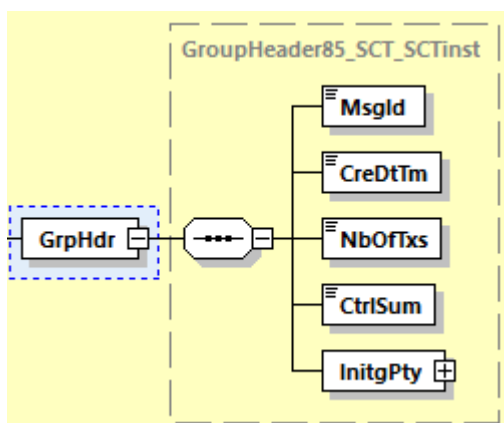 GroupHeader85_SCT_SCTinst
MsgId
CreDtTm
GrpHdr
NbOfTxs
CtrlSum
InitgPty